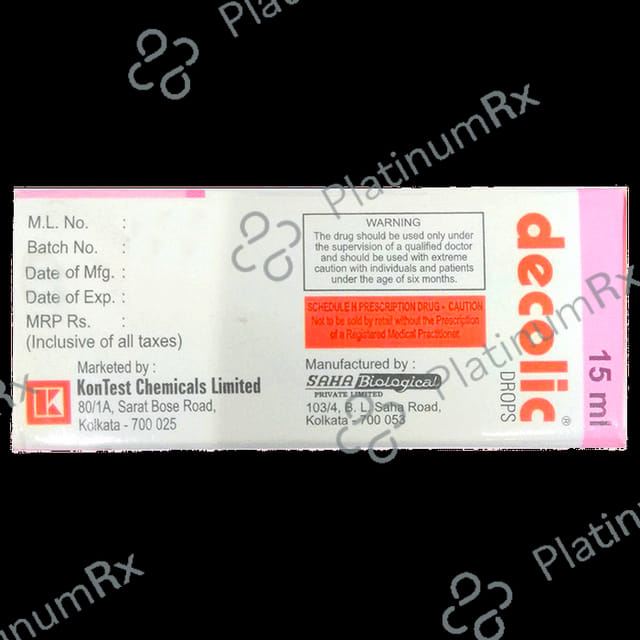 M.L. No. :
Batch No. :
Date of Mfg. :
Date of Exp. :
MRP Rs. :
(Inclusive of all taxes)
Marketed by :
KonTest Chemicals Limited
80/1A, Sarat Bose Road,
Kolkata - 700 025
WARNING
The drug should be used only under
the supervision of a qualified doctor
and should be used with extreme
caution with individuals and patients
under the age of six months.
SCHEDULE H PRESCRIPTION DRUG - CAUTION
Not to be sold by retail without the Prescription
of a Registered Medical Practitioner.
Manufactured by :
SAHA Biological
PRIVATE LIMITED
103/4, B. L. Saha Road,
Kolkata - 700 053
decolic®
DROPS
15 ml
PlatinumRx
PlatinumRx
PlatinumRx
PlatinumRx
PlatinumRx